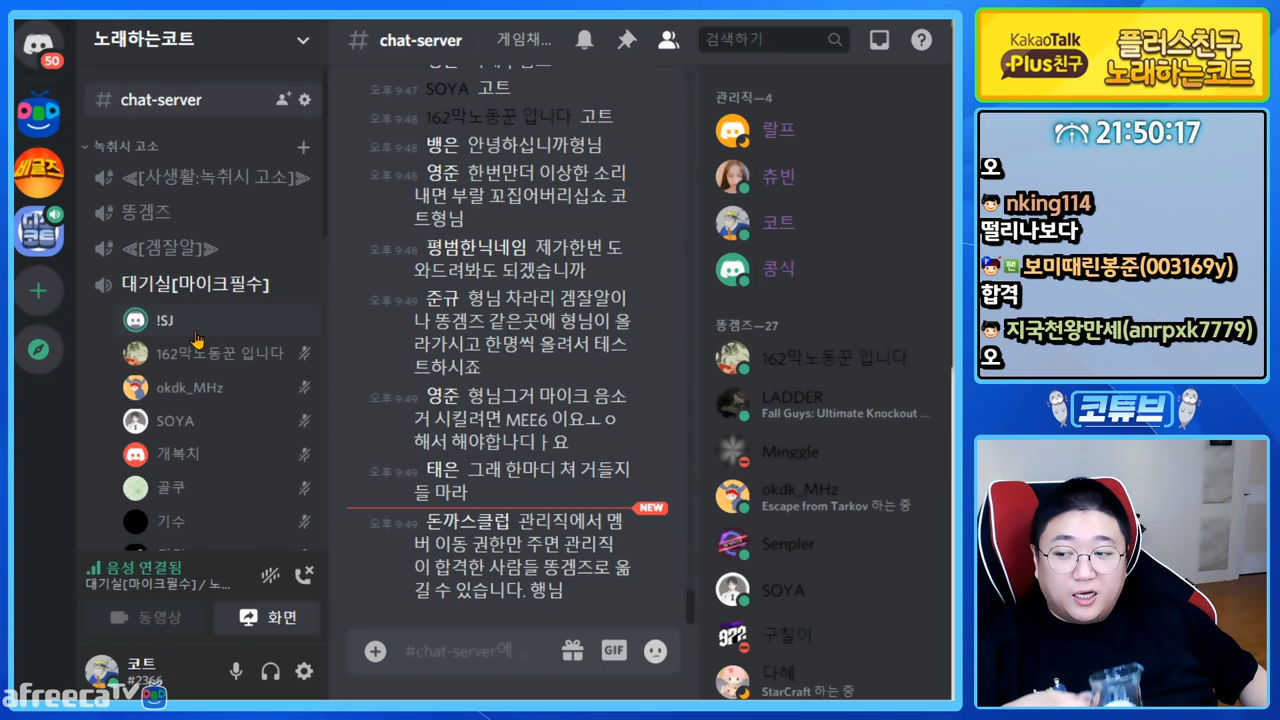 50
노래하는코트
# chat-server
녹취시 고소
≪[사생활:녹취시 고소]≫
똥겜즈
≪[겜잘알]≫
대기실[마이크필수]
!SJ
162막노동꾼 입니다
okdk_MHz
SOYA
개복치
골쿠
기수
음성 연결됨
대기실[마이크필수] / 노...
동영상
화면
코트
#2366
afreecaTV
# chat-server
게임채...
검색하기
오후 9:47 SOYA 고트
오후 9:48 162막노동꾼 입니다 고트
오후 9:48 뱅은 안녕하십니까형님
오후 9:48 영준 한번만더 이상한 소리
내면 부랄 꼬집어버리십쇼 코
트형님
오후 9:48 평범한닉네임 제가한번 도
와드려봐도 되겠습니까
오후 9:49 준규 형님 차라리 겜잘알이
나 똥겜즈 같은곳에 형님이 올
라가시고 한명씩 올려서 테스
트하시죠
오후 9:49 영준 형님그거 마이크 음소
거 시킬려면 MEE6 이요ㅗㅇ
해서 해야합나디ㅏ요
오후 9:49 태은 그래 한마디 쳐 거들지
들 마라
NEW
오후 9:49 돈까스클럽 관리직에서 멤
버 이동 권한만 주면 관리직
이 합격한 사람들 똥겜즈로 옮
길 수 있습니다. 행님
#chat-server에 ...
GIF
관리직—4
랄프
츄빈
코트
콩식
똥겜즈—27
162막노동꾼 입니다
LADDER
Fall Guys: Ultimate Knockout ...
Minggle
okdk_MHz
Escape from Tarkov 하는 중
Senpler
SOYA
구칠이
다혜
StarCraft 하는 중
KakaoTalk
Plus친구
플러스친구
노래하는코트
21:50:17
오
nking114
떨리나보다
팬 보미때린봉준(003169y)
합격
지국천왕만세(anrpxk7779)
오
코튜브